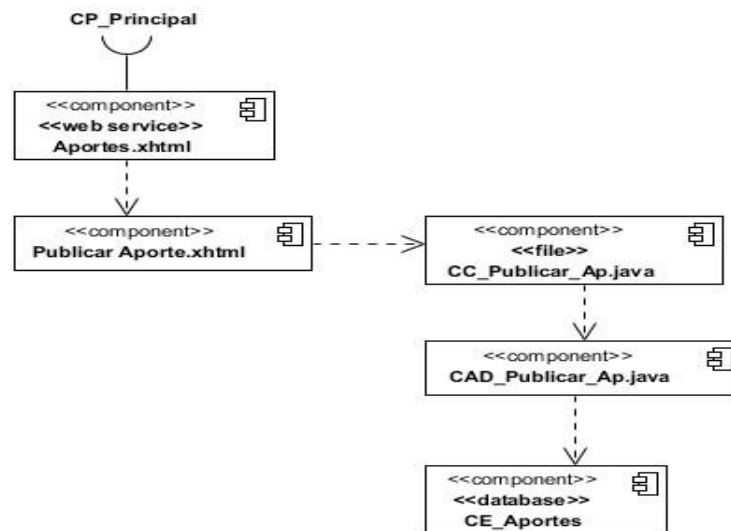 CP_Principal
<<component>>
<<web service>>
Aportes.xhtml
<<component>>
Publicar Aporte.xhtml
<<component>>
<<file>>
CC_Publicar_Ap.java
<<component>>
CAD_Publicar_Ap.java
<<component>>
<<database>>
CE_Aportes